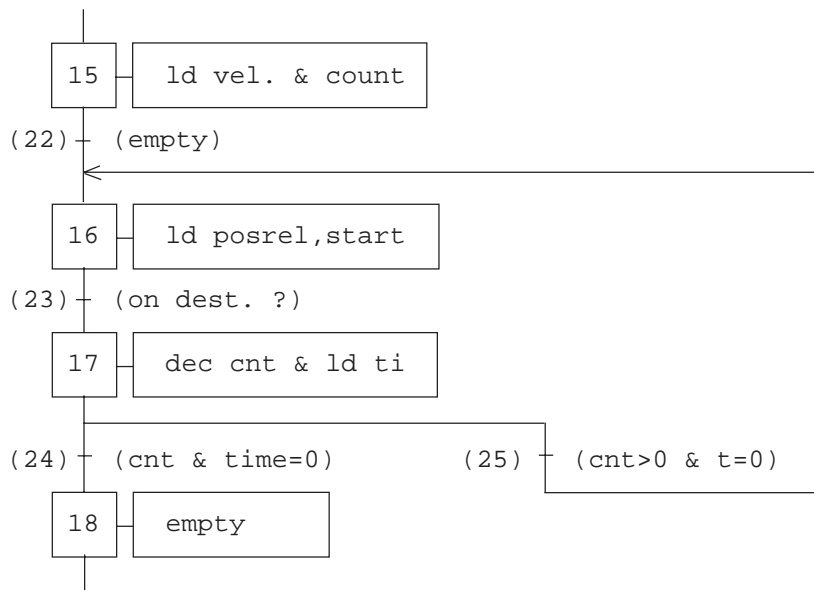 15 ld vel. & count
(22) (empty)
16 ld posrel,start
(23) (on dest. ?)
17 dec cnt & ld ti
(24) (cnt & time=0) (25) (cnt>0 & t=0)
18 empty